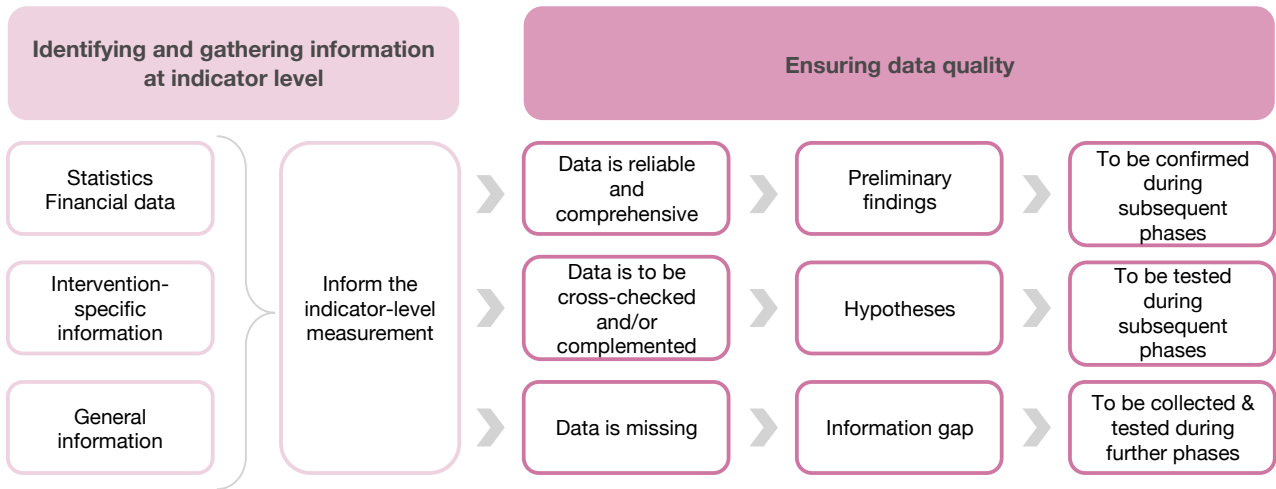 Identifying and gathering information
at indicator level
Ensuring data quality
Statistics
Financial data
Intervention-
specific
information
General
information
Inform the
indicator-level
measurement
Data is reliable
and
comprehensive
Preliminary
findings
To be confirmed
during
subsequent
phases
Data is to be
cross-checked
and/or
complemented
Hypotheses
To be tested
during
subsequent
phases
Data is missing
Information gap
To be collected &
tested during
further phases